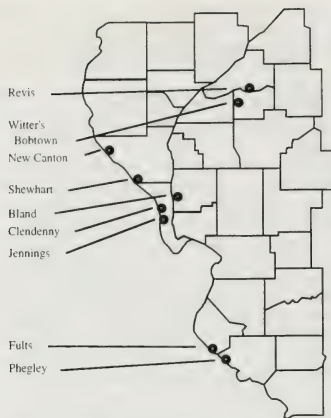 Revis
Witter's
Bobtown
New Canton
Shewhart
Bland
Clendenny
Jennings
Fults
Phegley